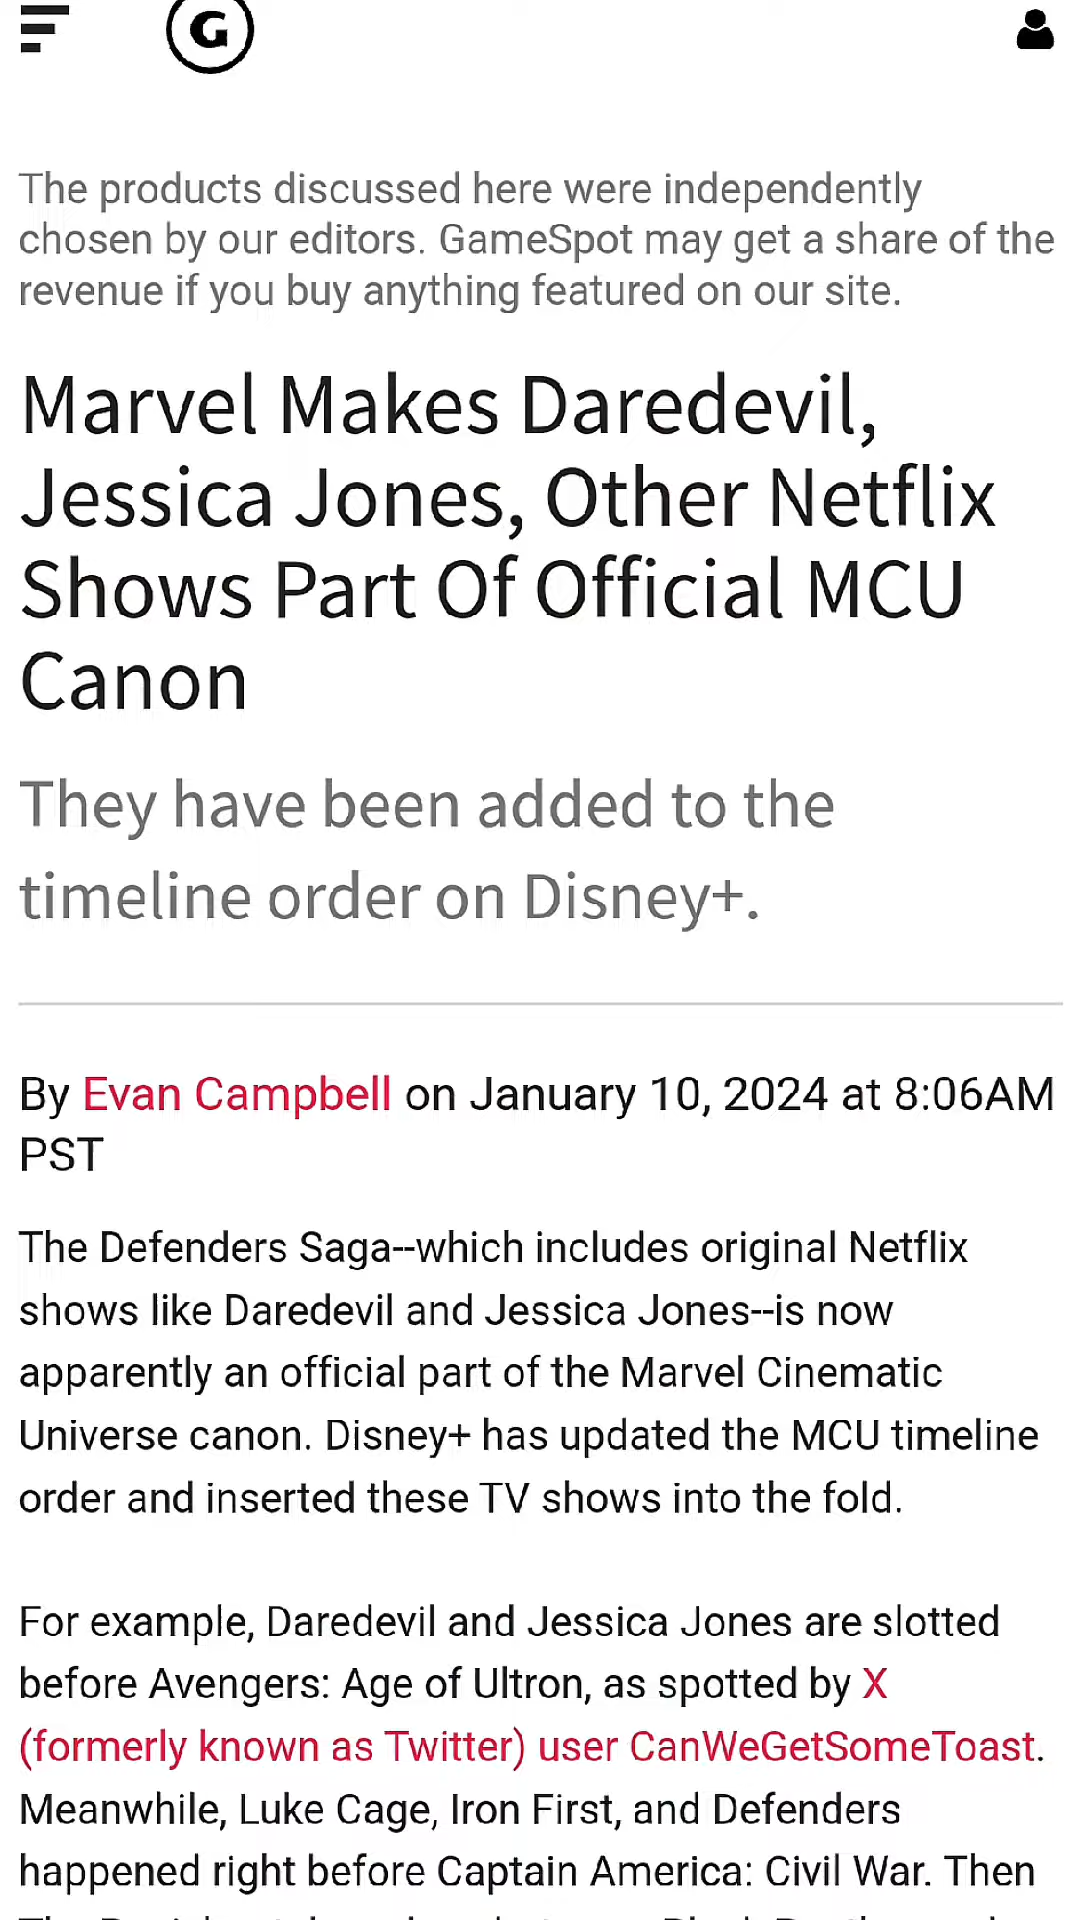 G
The products discussed here were independently
chosen by our editors. GameSpot may get a share of the
revenue if you buy anything featured on our site.
Marvel Makes Daredevil,
Jessica Jones, Other Netflix
Shows Part Of Official MCU
Canon
They have been added to the
timeline order on Disney+.
By Evan Campbell on January 10, 2024 at 8:06AM
PST
The Defenders Saga--which includes original Netflix
shows like Daredevil and Jessica Jones--is now
apparently an official part of the Marvel Cinematic
Universe canon. Disney+ has updated the MCU timeline
order and inserted these TV shows into the fold.
For example, Daredevil and Jessica Jones are slotted
before Avengers: Age of Ultron, as spotted by X
(formerly known as Twitter) user CanWeGetSomeToast.
Meanwhile, Luke Cage, Iron First, and Defenders
happened right before Captain America: Civil War. Then